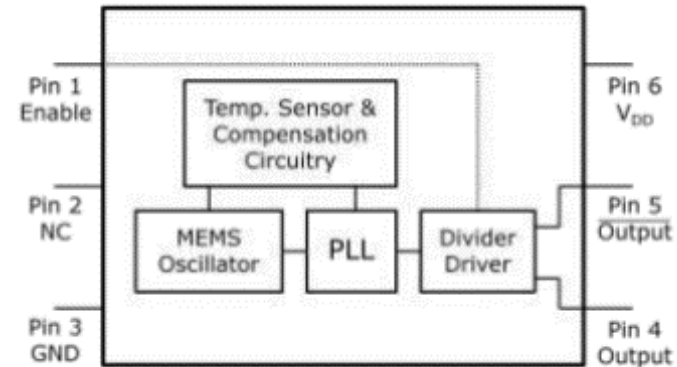 Pin 1
Enable
Pin 2
NC
Pin 3
GND
Temp. Sensor &
Compensation
Circuitry
MEMS
Oscillator
PLL
Divider
Driver
Pin 6
V_DD
Pin 5
Output
Pin 4
Output